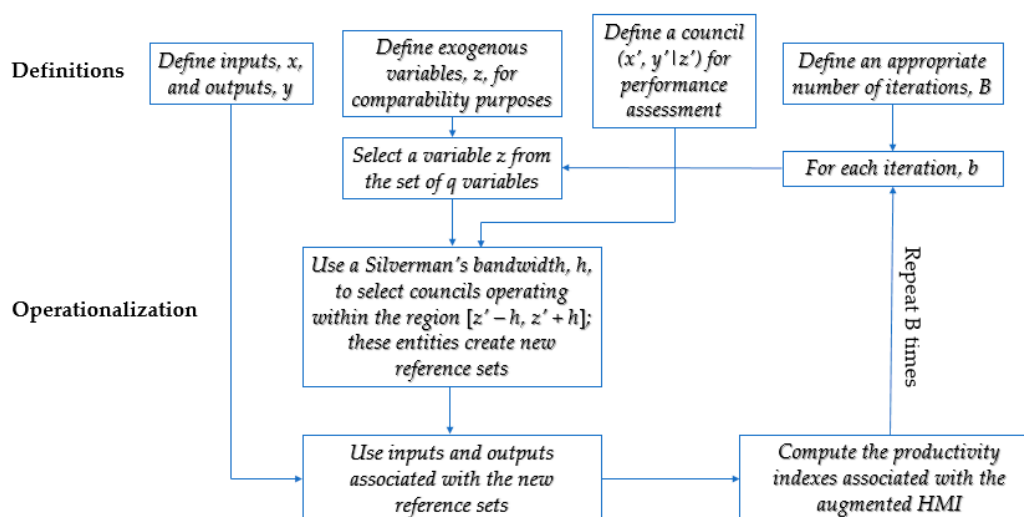 Definitions
Define inputs, x,
and outputs, y
Define exogenous
variables, z, for
comparability purposes
Define a council
(x′, y′|z′) for
performance
assessment
Define an appropriate
number of iterations, B
Select a variable z from
the set of q variables
For each iteration, b
Operationalization
Use a Silverman's bandwidth, h,
to select councils operating
within the region [z′ – h, z′ + h];
these entities create new
reference sets
Repeat B times
Use inputs and outputs
associated with the new
reference sets
Compute the productivity
indexes associated with the
augmented HMI